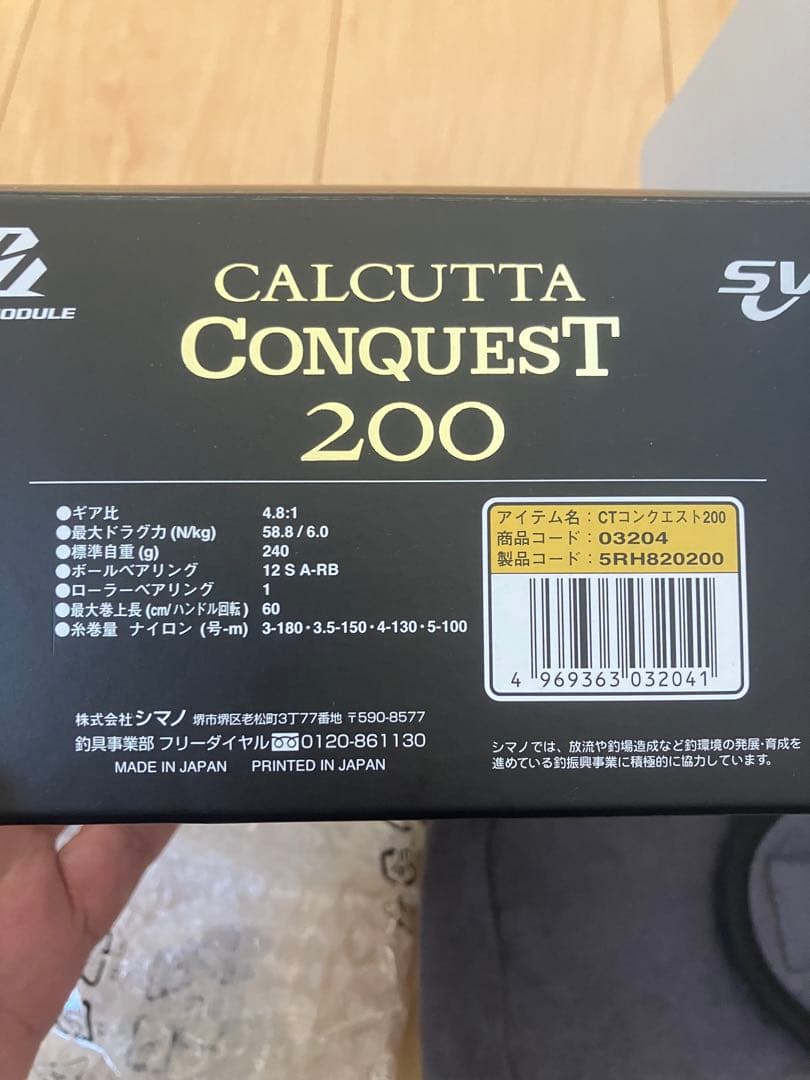 MODULE
SV
CALCUTTA
CONQUEST
200
●ギア比 4.8:1
●最大ドラグ力(N/kg) 58.8/6.0
●標準自重(g) 240
●ボールベアリング 12 S A-RB
●ローラーベアリング 1
●最大巻上長(cm/ハンドル回転) 60
●糸巻量 ナイロン(号-m) 3-180・3.5-150・4-130・5-100
アイテム名:CTコンクエスト200
商品コード:03204
製品コード:5RH820200
4 969363 032041
株式会社シマノ 堺市堺区老松町3丁77番地 〒590-8577
釣具事業部 フリーダイヤル 0120-861130
MADE IN JAPAN PRINTED IN JAPAN
シマノでは、放流や釣場造成など釣環境の発展・育成を
進めている釣振興事業に積極的に協力しています。